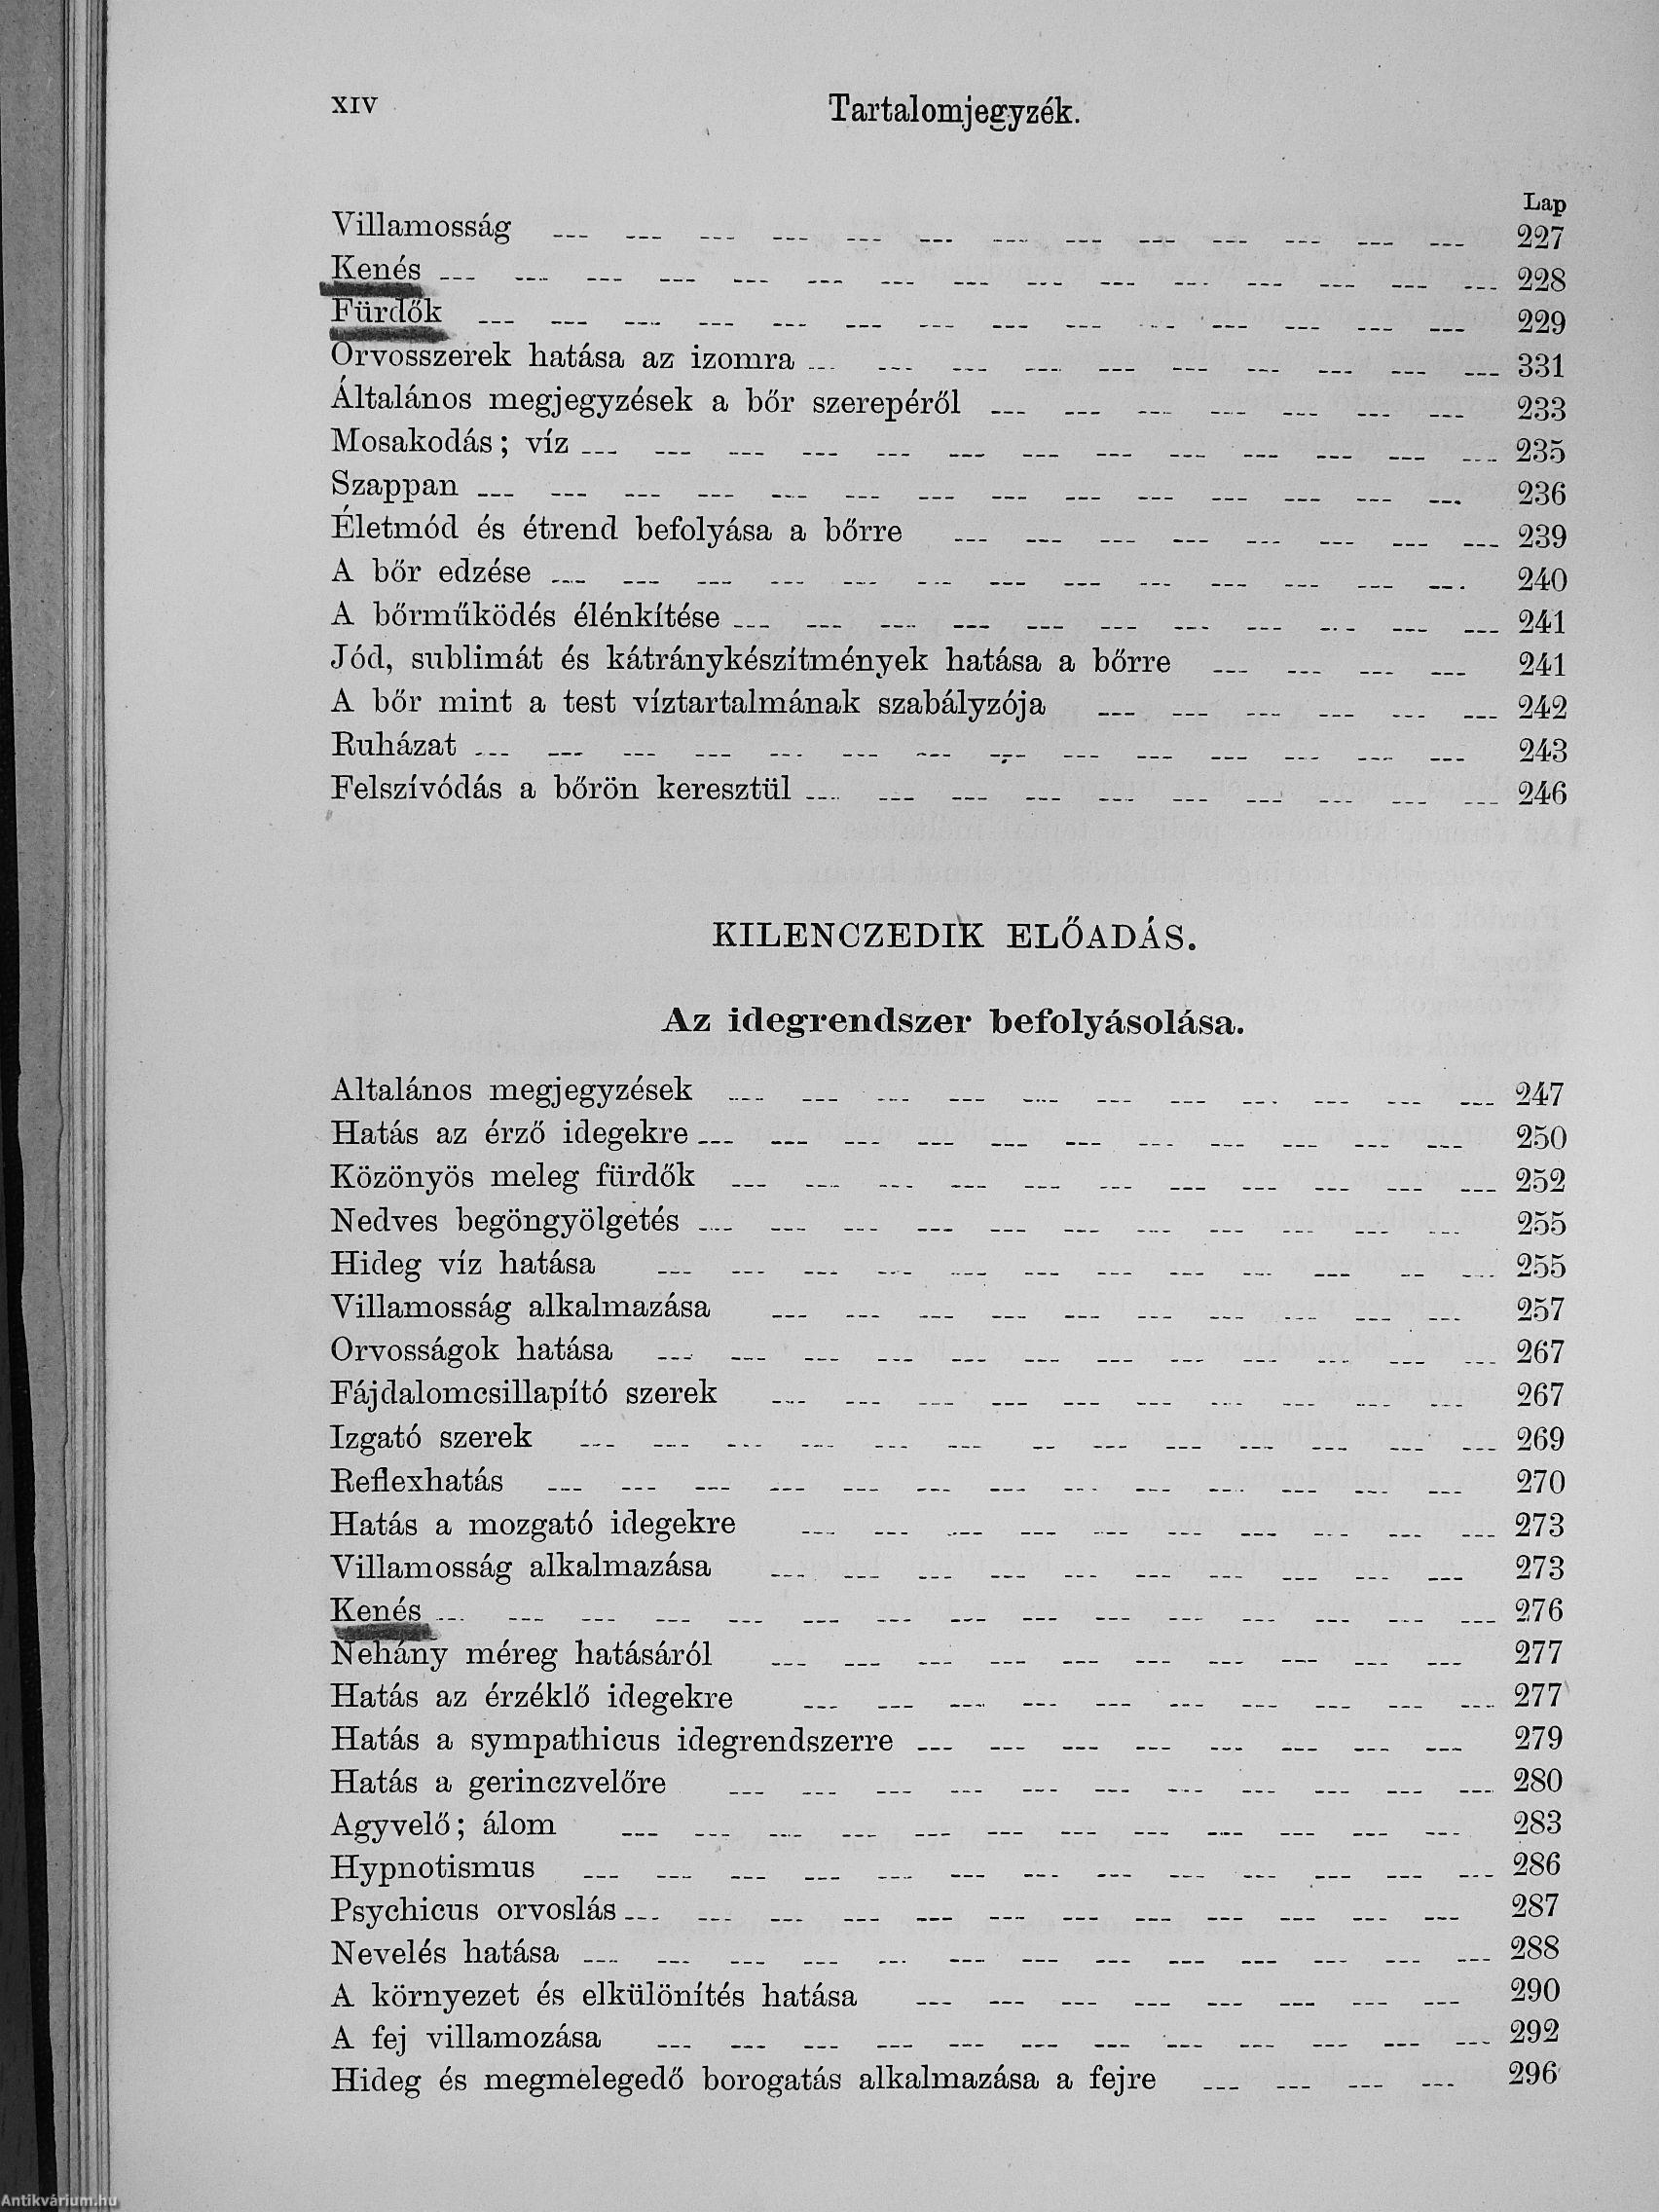 XIV Tartalomjegyzék.
Lap
Villamosság 227
Kenés 228
Fürdők 229
Orvosszerek hatása az izomra 331
Általános megjegyzések a bőr szerepéről 233
Mosakodás; víz 235
Szappan 236
Életmód és étrend befolyása a bőrre 239
A bőr edzése 240
A bőrműködés élénkítése 241
Jód, sublimát és kátránykészítmények hatása a bőrre 241
A bőr mint a test víztartalmának szabályzója 242
Ruházat 243
Felszívódás a bőrön keresztül 246
KILENCZEDIK ELŐADÁS.
Az idegrendszer befolyásolása.
Altalános megjegyzések 247
Hatás az érző idegekre 250
Közönyös meleg fürdők 252
Nedves begöngyölgetés 255
Hideg víz hatása 255
Villamosság alkalmazása 257
Orvosságok hatása 267
Fájdalomcsillapító szerek 267
Izgató szerek 269
Reflexhatás 270
Hatás a mozgató idegekre 273
Villamosság alkalmazása 273
Kenés 276
Nehány méreg hatásáról 277
Hatás az érzéklő idegekre 277
Hatás a sympathicus idegrendszerre 279
Hatás a gerinczvelőre 280
Agyvelő; álom 283
Hypnotismus 286
Psychicus orvoslás 287
Nevelés hatása 288
A környezet és elkülönítés hatása 290
A fej villamozása 292
Hideg és megmelegedő borogatás alkalmazása a fejre 296
Antikvárium.hu